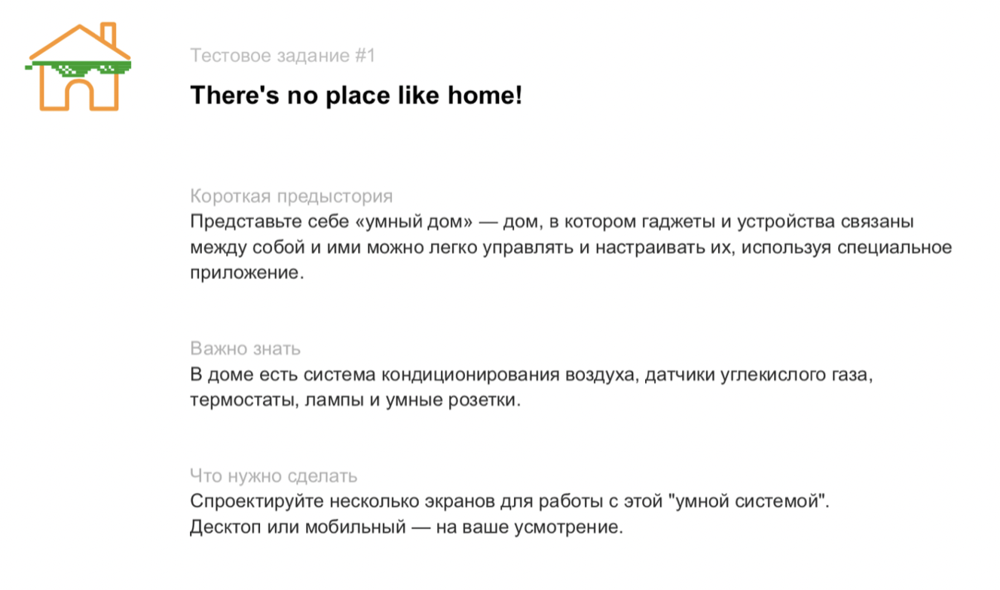 Тестовое задание #1
There's no place like home!
Короткая предыстория
Представьте себе «умный дом» — дом, в котором гаджеты и устройства связаны
между собой и ими можно легко управлять и настраивать их, используя специальное
приложение.
Важно знать
В доме есть система кондиционирования воздуха, датчики углекислого газа,
термостаты, лампы и умные розетки.
Что нужно сделать
Спроектируйте несколько экранов для работы с этой "умной системой".
Десктоп или мобильный — на ваше усмотрение.